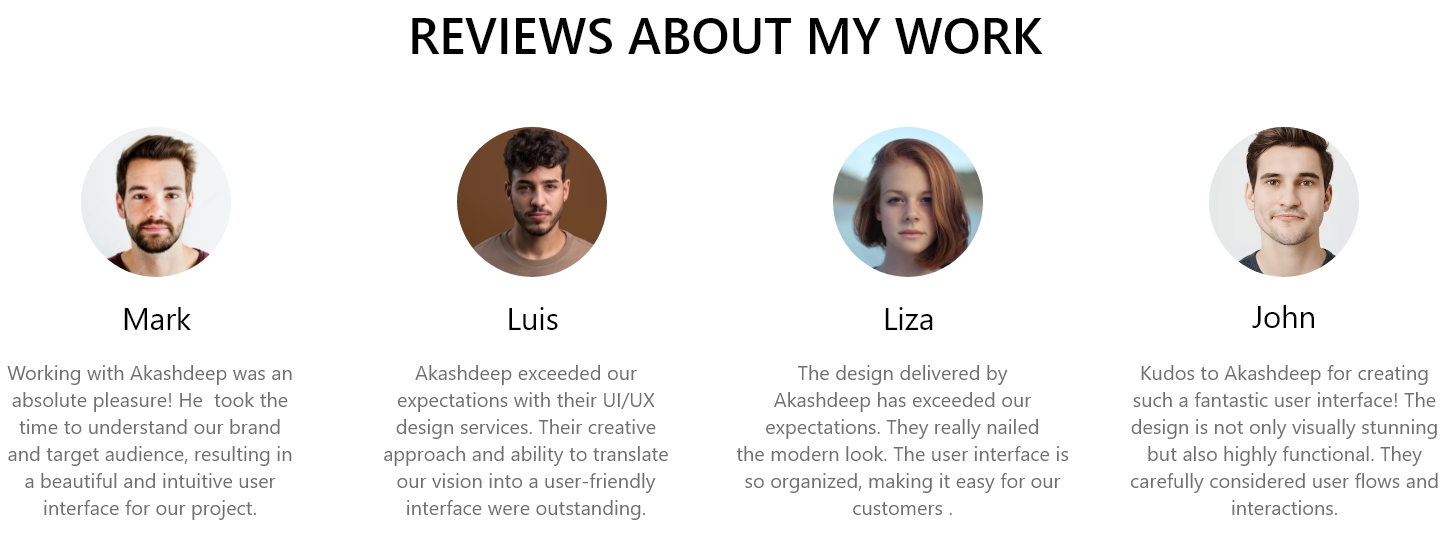 REVIEWS ABOUT MY WORK
Mark
Working with Akashdeep was an
absolute pleasure! He  took the
time to understand our brand
and target audience, resulting in
a beautiful and intuitive user
interface for our project.
Luis
Akashdeep exceeded our
expectations with their UI/UX
design services. Their creative
approach and ability to translate
our vision into a user-friendly
interface were outstanding.
Liza
The design delivered by
Akashdeep has exceeded our
expectations. They really nailed
the modern look. The user interface is
so organized, making it easy for our
customers .
John
Kudos to Akashdeep for creating
such a fantastic user interface! The
design is not only visually stunning
but also highly functional. They
carefully considered user flows and
interactions.